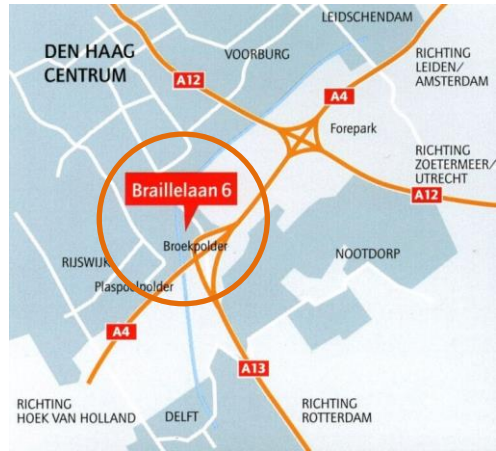 LEIDSCHENDAM
DEN HAAG
CENTRUM
VOORBURG
RICHTING
LEIDEN/
AMSTERDAM
A12
A4
Forepark
RICHTING
ZOETERMEER/
UTRECHT
A12
Braillelaan 6
Broekpolder
NOOTDORP
RIJSWIJK
Plaspoelpolder
A4
A13
RICHTING
HOEK VAN HOLLAND
DELFT
RICHTING
ROTTERDAM